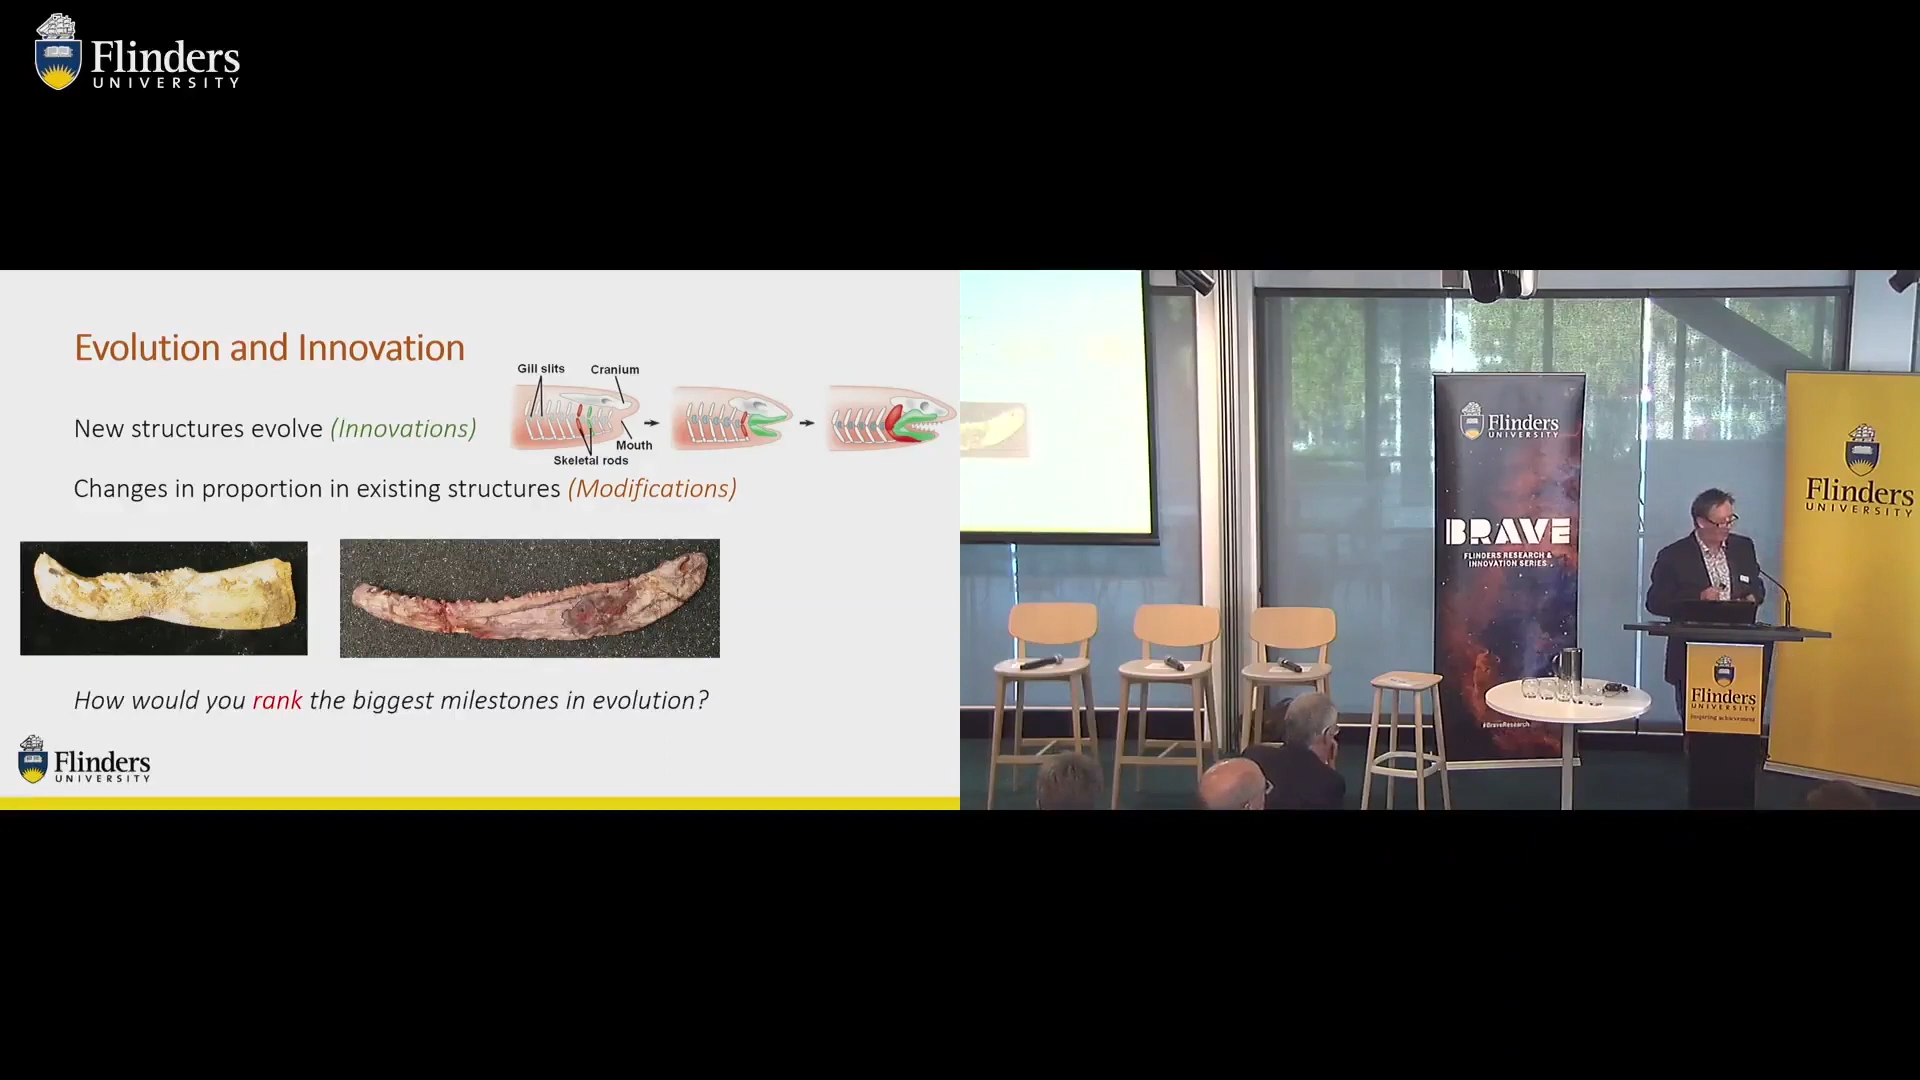 Flinders
UNIVERSITY
Evolution and Innovation
Gill slits
Cranium
Mouth
Skeletal rods
New structures evolve (Innovations)
Changes in proportion in existing structures (Modifications)
How would you rank the biggest milestones in evolution?
Flinders
UNIVERSITY
Flinders
UNIVERSITY
BRAVE
FLINDERS RESEARCH &
INNOVATION SERIES
#BraveResearch
Flinders
UNIVERSITY
Flinders
UNIVERSITY
inspiring achievement